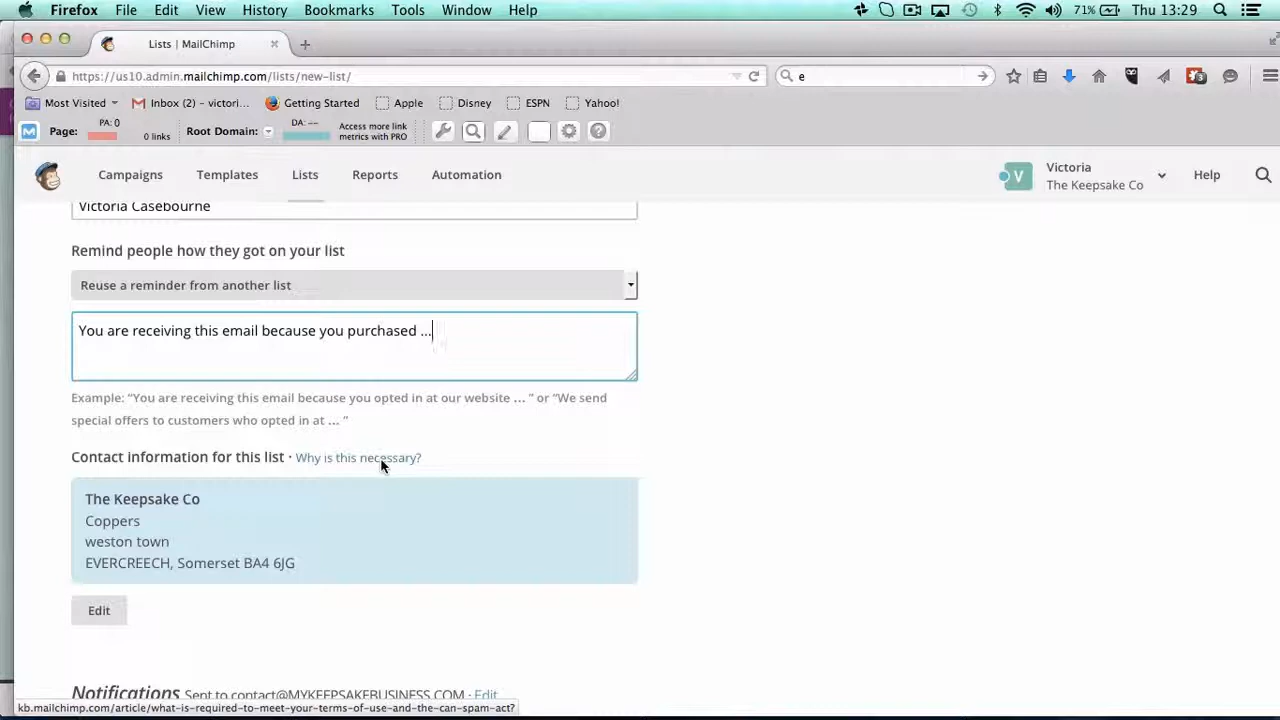 Firefox File Edit View History Bookmarks Tools Window Help 71% Thu 13:29
Lists | MailChimp
https://us10.admin.mailchimp.com/lists/new-list/ e
Most Visited Inbox (2) – victori... Getting Started Apple Disney ESPN Yahoo!
Page: PA: 0 0 links Root Domain: DA: -- Access more link metrics with PRO
Campaigns Templates Lists Reports Automation V Victoria The Keepsake Co Help
Victoria Casebourne
Remind people how they got on your list
Reuse a reminder from another list
You are receiving this email because you purchased ...
Example: “You are receiving this email because you opted in at our website ... ” or “We send
special offers to customers who opted in at ... ”
Contact information for this list · Why is this necessary?
The Keepsake Co
Coppers
weston town
EVERCREECH, Somerset BA4 6JG
Edit
Notifications Sent to contact@MYKEEPSAKEBUSINESS.COM · Edit
kb.mailchimp.com/article/what-is-required-to-meet-your-terms-of-use-and-the-can-spam-act?